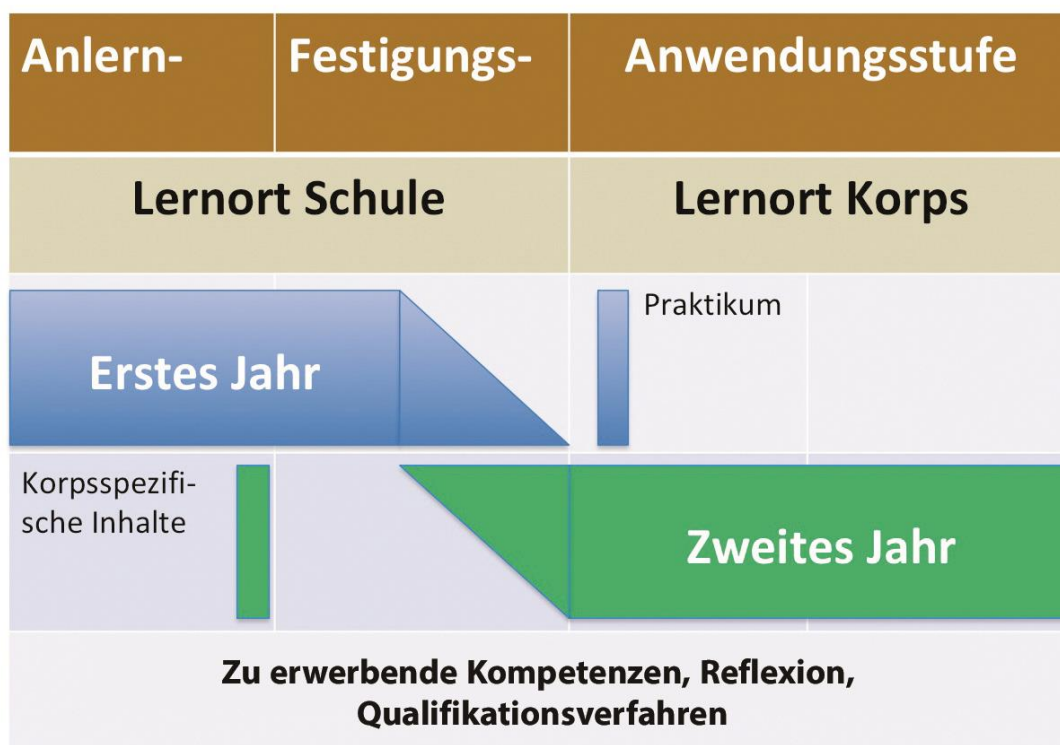 Anlern-
Festigungs-
Anwendungsstufe
Lernort Schule
Lernort Korps
Erstes Jahr
Praktikum
Korpsspezifi-
sche Inhalte
Zweites Jahr
Zu erwerbende Kompetenzen, Reflexion,
Qualifikationsverfahren